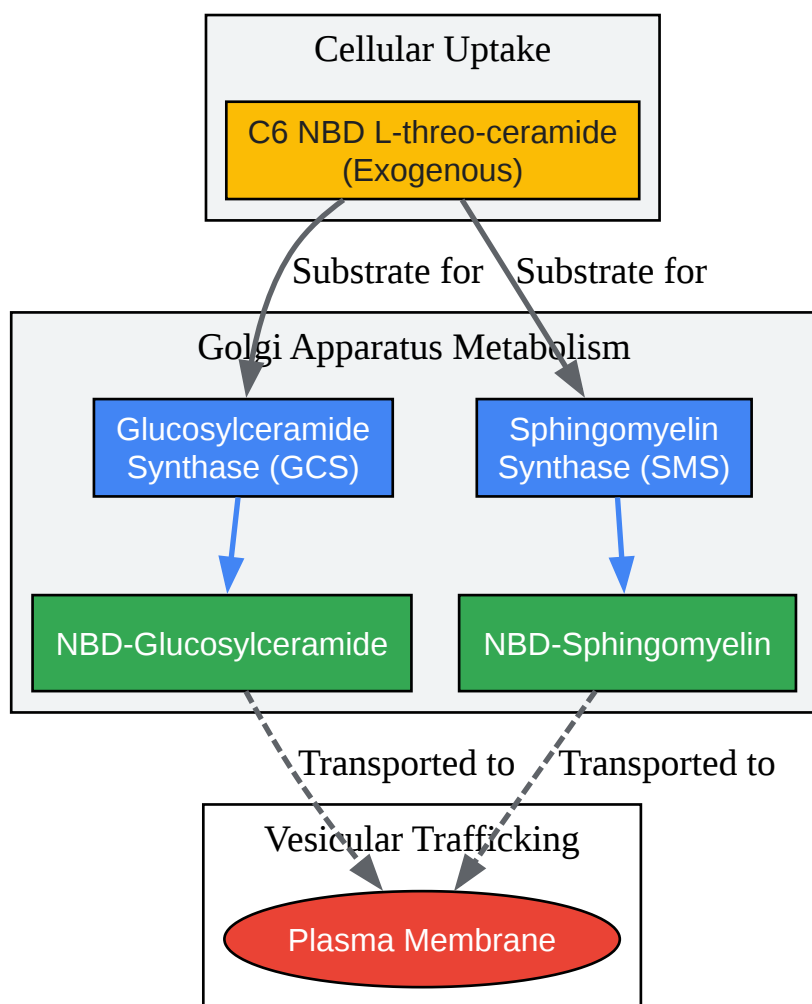 Cellular Uptake
C6 NBD L-threo-ceramide
(Exogenous)
Substrate for
Substrate for
Golgi Apparatus Metabolism
Glucosylceramide
Synthase (GCS)
Sphingomyelin
Synthase (SMS)
NBD-Glucosylceramide
NBD-Sphingomyelin
Transported to
Transported to
Vesicular Trafficking
Plasma Membrane